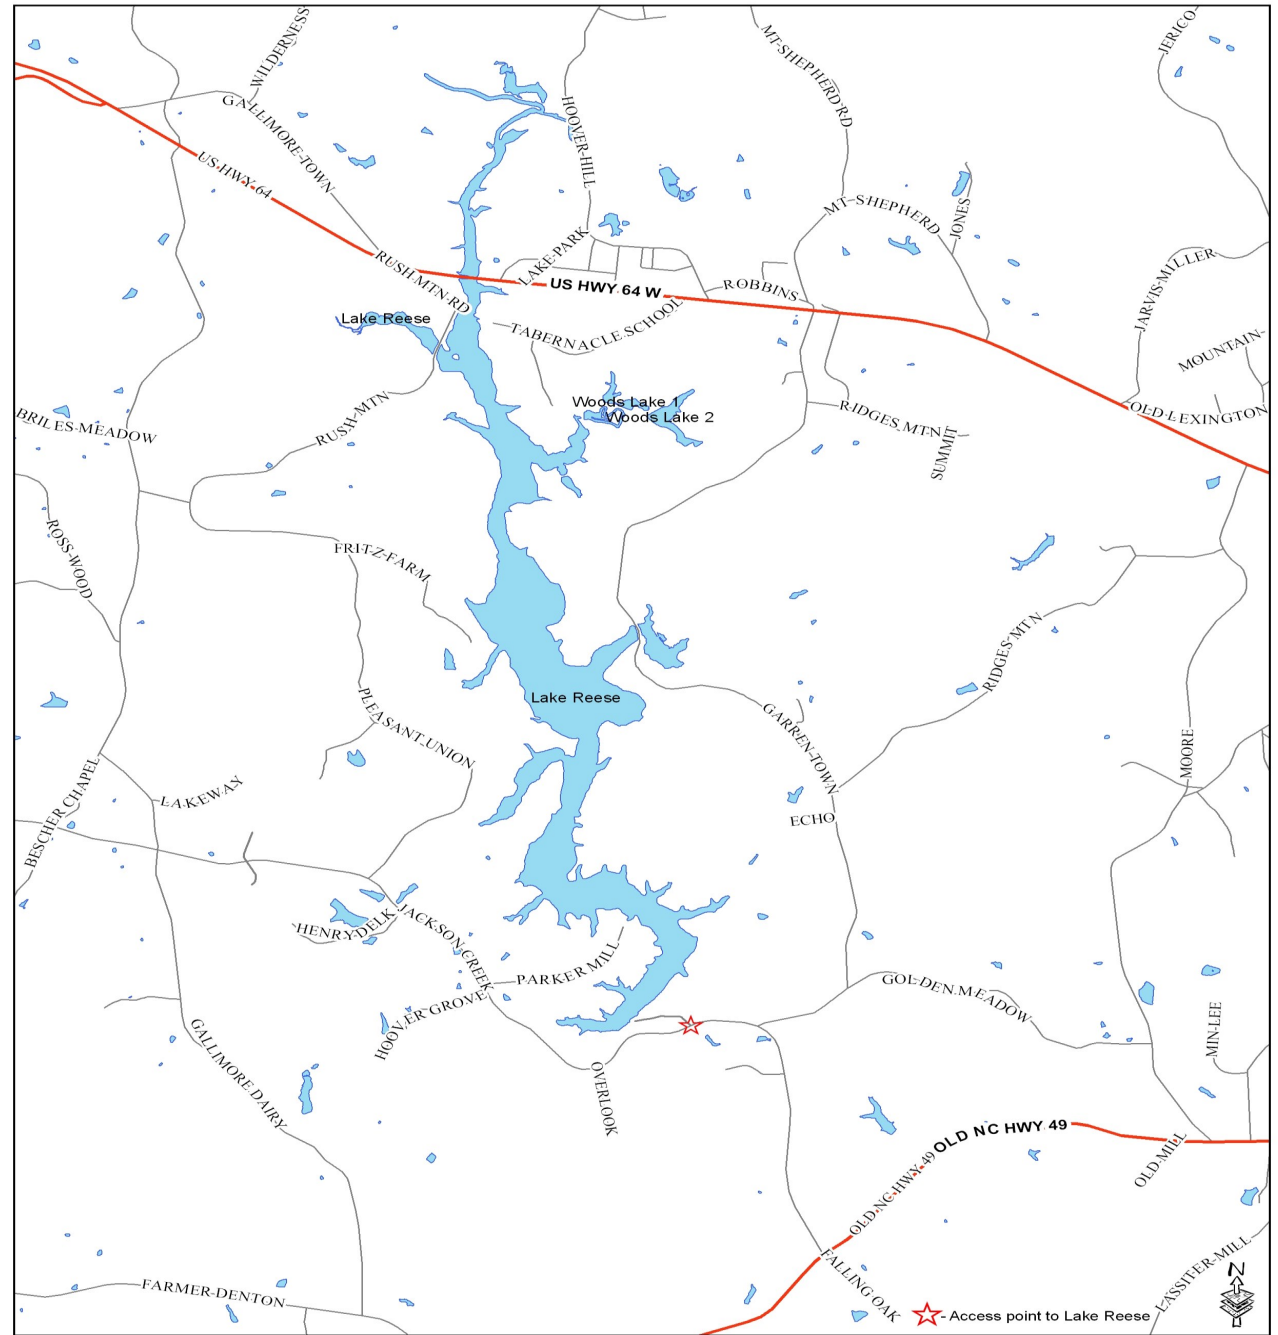 WILDERNESS
MT-SHEPHERD RD
JERICO
GALLIMORE-TOWN
HOOVER-HILL
US HWY 64
MT-SHEPHERD
JONES
LAKE-PARK
RUSH MTN RD
US HWY 64 W
ROBBINS
JARVIS-MILLER
Lake Reese
TABERNACLE SCHOOL
MOUNTAIN
Woods Lake 1
Woods Lake 2
RUSH-MTN
BRILES-MEADOW
RIDGES MTN
SUMMIT
OLD LEXINGTON
ROSS-WOOD
FRITZ-FARM
RIDGES-MTN
Lake Reese
PLEASANT UNION
GARREN-TOWN
MOORE
LAKEWAY
BESCHER CHAPEL
ECHO
HENRY-DELK
JACKSON-CREEK
PARKER MILL
GOLDEN MEADOW
HOOVER GROVE
MIN-LEE
GALLIMORE DAIRY
OVERLOOK
OLD NC HWY 49
OLD-NC-HWY-49
OLD-MILL
FALLING OAK
LASSITER-MILL
FARMER-DENTON
N
- Access point to Lake Reese